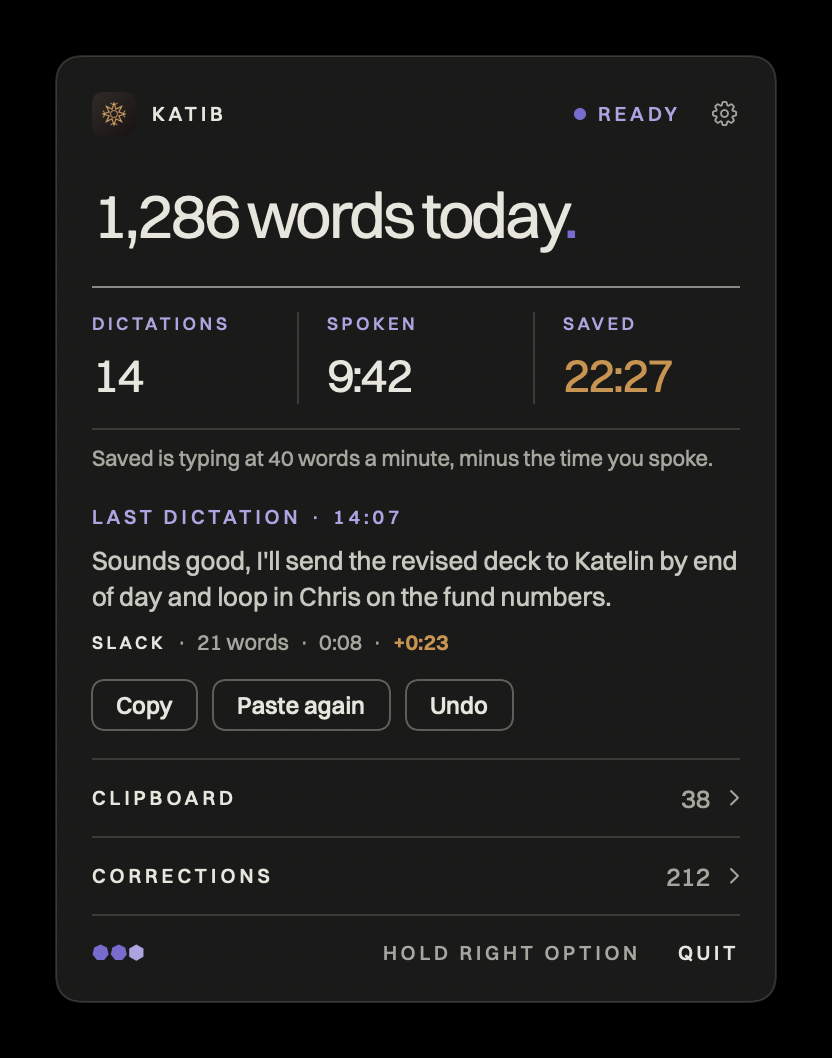 KATIB
READY
1,286 words today.
DICTATIONS
SPOKEN
SAVED
14
9:42
22:27
Saved is typing at 40 words a minute, minus the time you spoke.
LAST DICTATION · 14:07
Sounds good, I'll send the revised deck to Katelin by end
of day and loop in Chris on the fund numbers.
SLACK · 21 words · 0:08 · +0:23
Copy
Paste again
Undo
CLIPBOARD
38
CORRECTIONS
212
HOLD RIGHT OPTION
QUIT